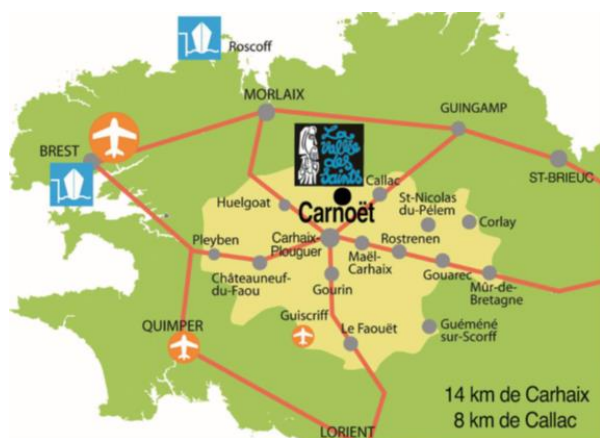 Roscoff
MORLAIX
GUINGAMP
BREST
La
vallée
des
Saints
ST-BRIEUC
Callac
Huelgoat
St-Nicolas
du-Pélem
Carnoët
Corlay
Carhaix-
Plouguer
Pleyben
Maël-
Carhaix
Rostrenen
Châteauneuf-
du-Faou
Gouarec
Gourin
Mûr-de-
Bretagne
QUIMPER
Guiscriff
Le Faouët
Guéméné
sur-Scorff
14 km de Carhaix
8 km de Callac
LORIENT